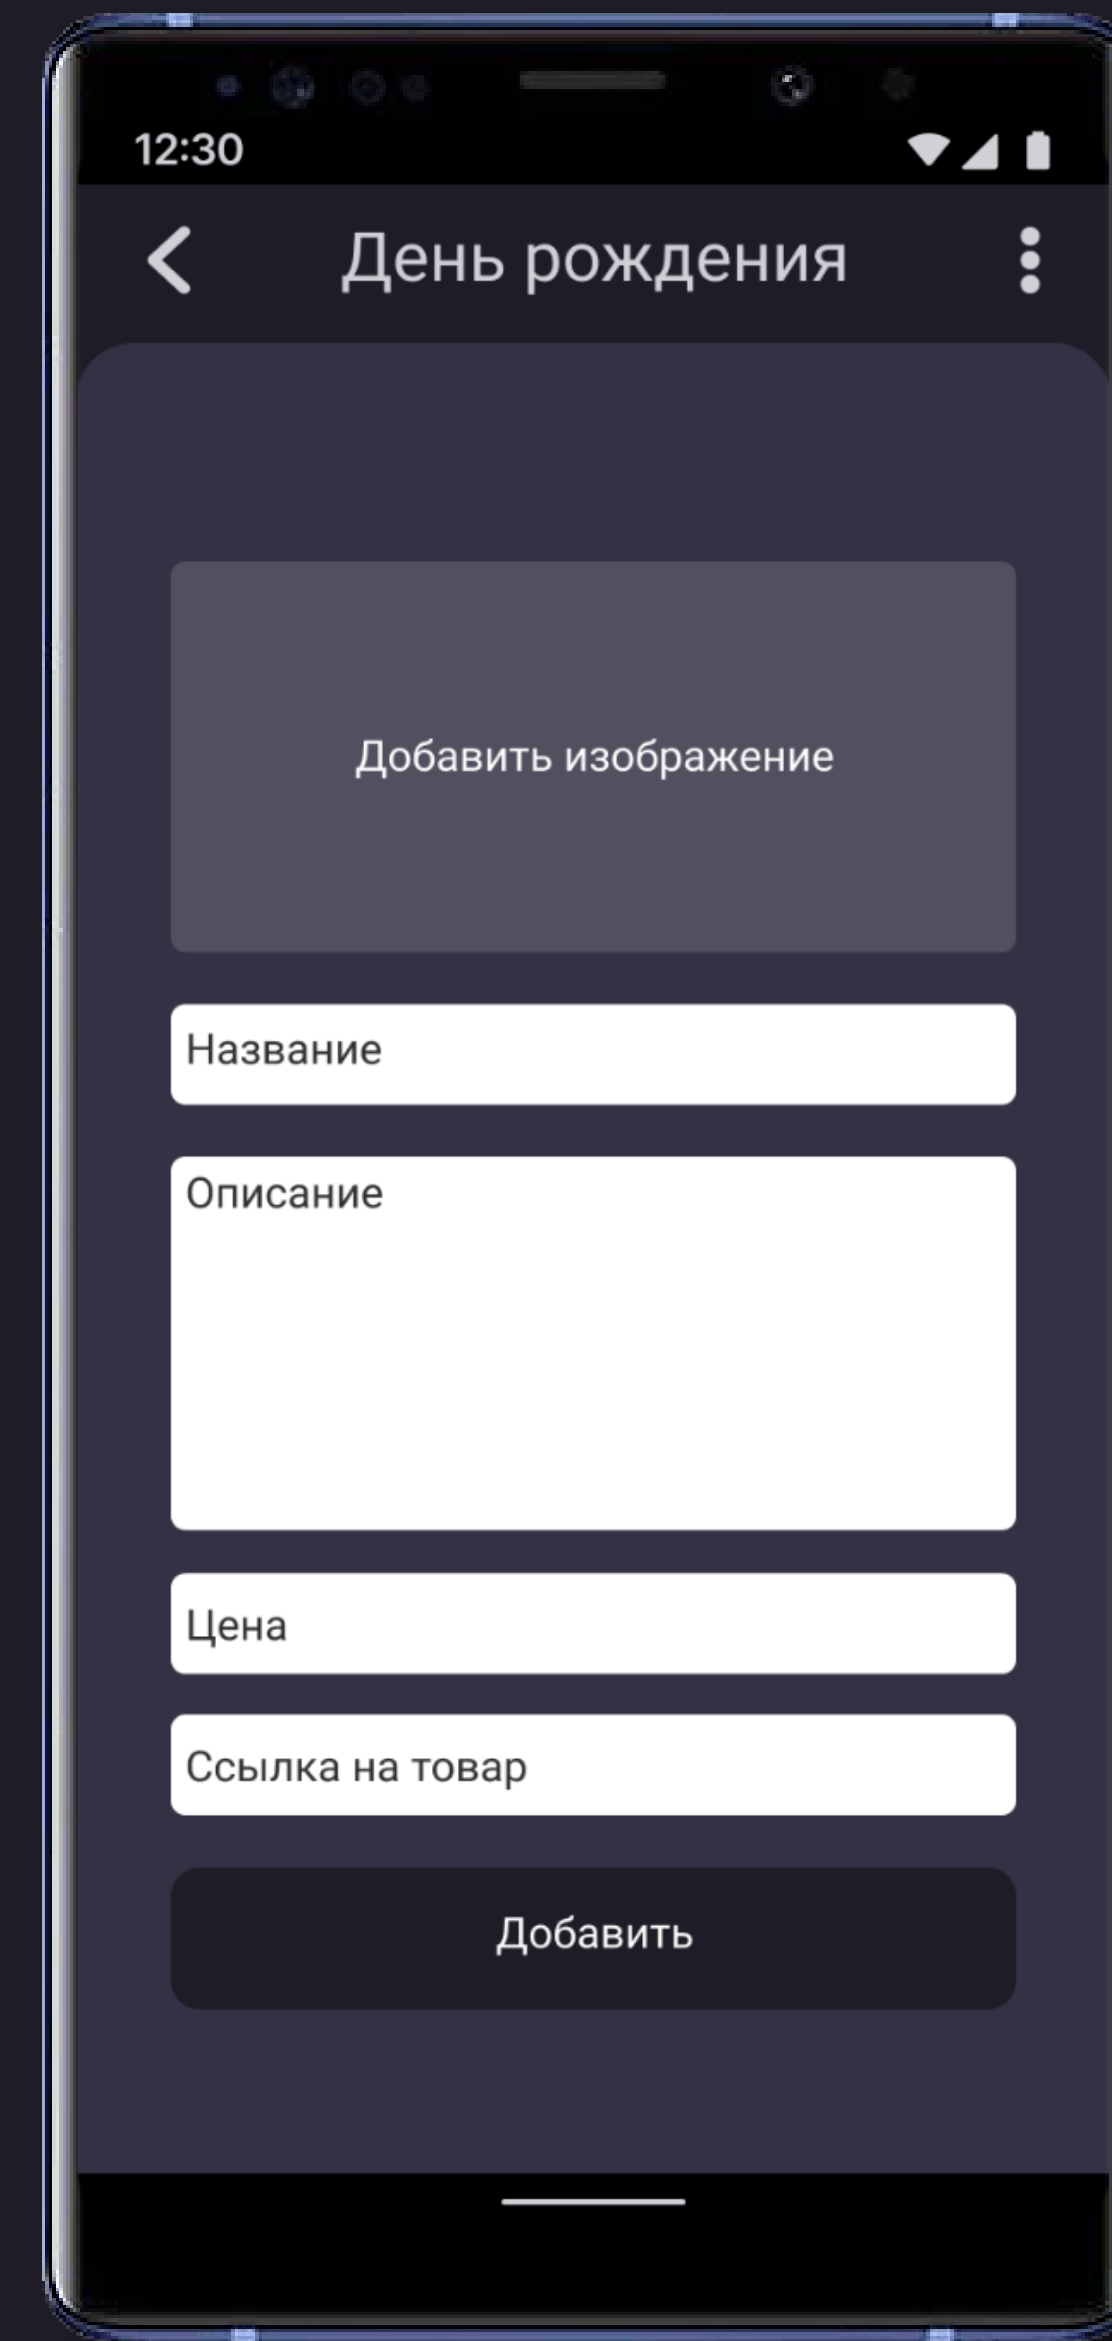 12:30
День рождения
Добавить изображение
Название
Описание
Цена
Ссылка на товар
Добавить